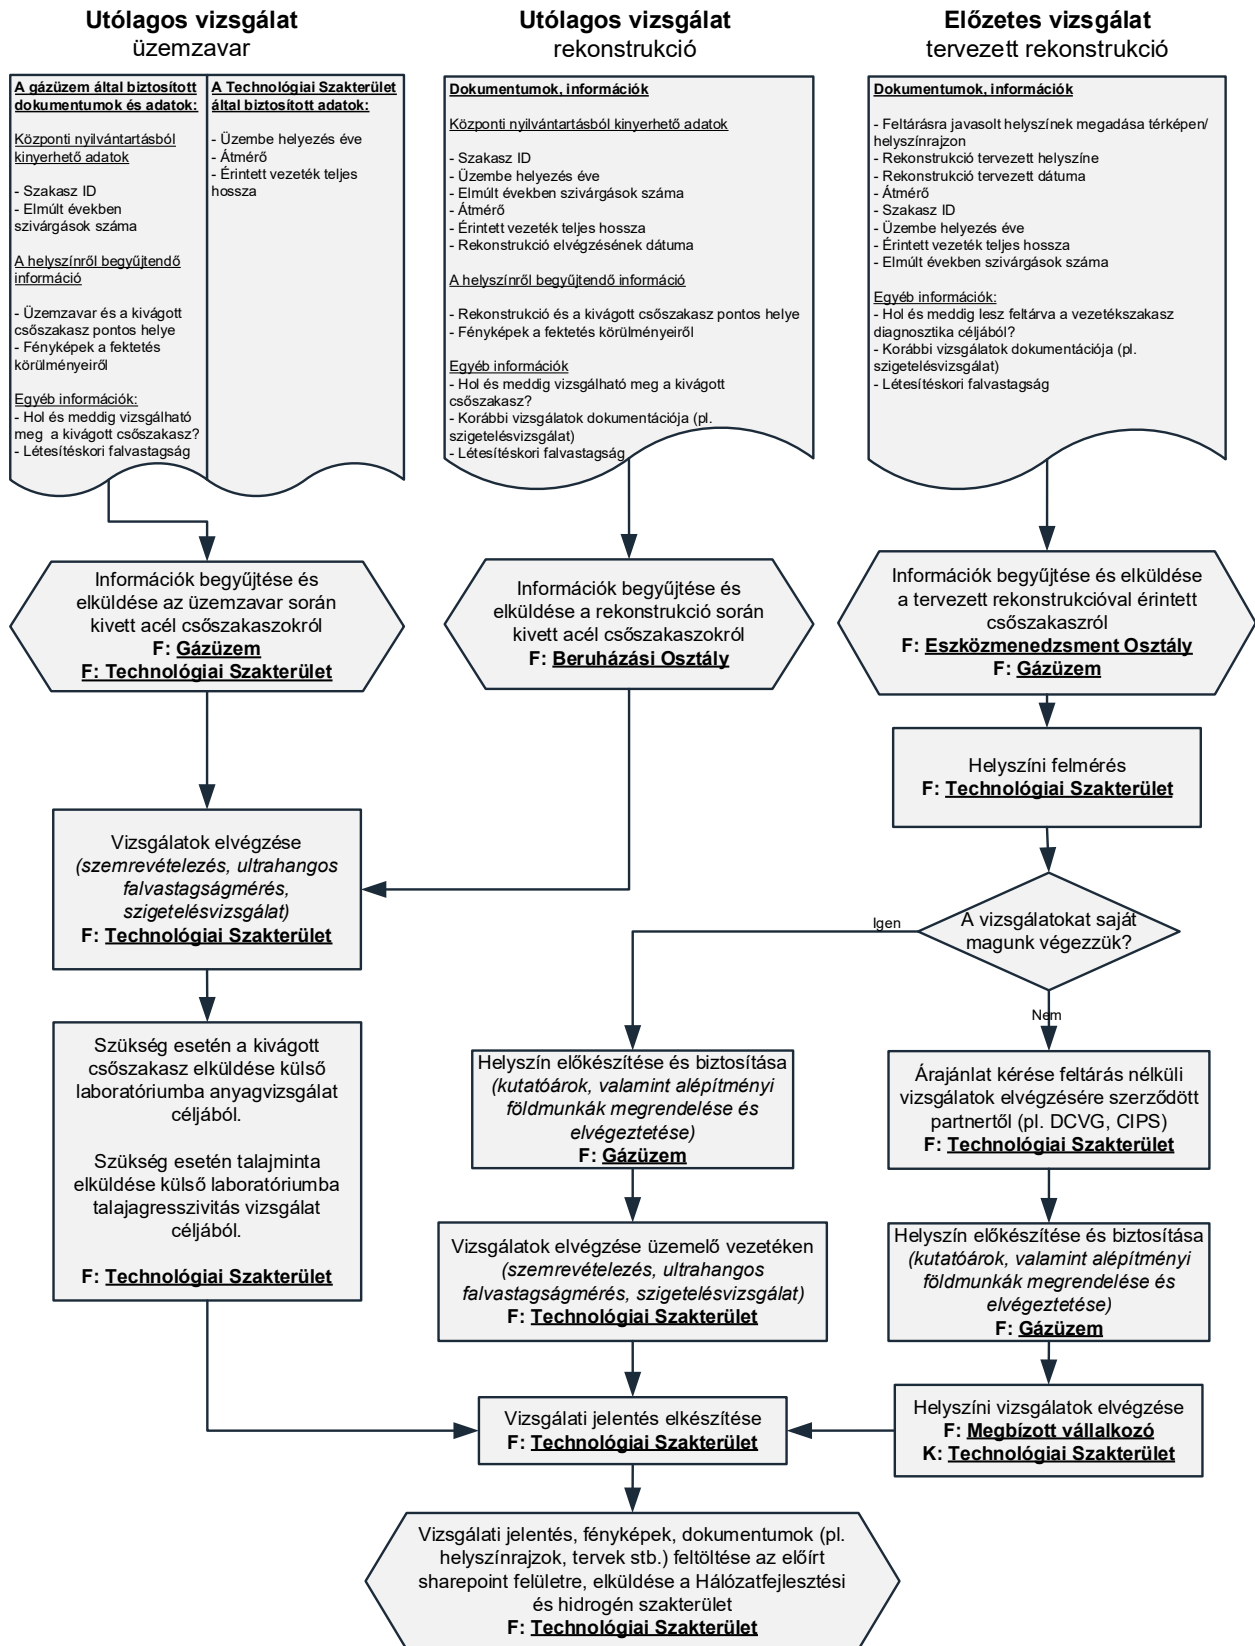 Utólagos vizsgálat
üzemzavar
A gázüzem által biztosított
dokumentumok és adatok:
Központi nyilvántartásból
kinyerhető adatok
- Szakasz ID
- Elmúlt években
szivárgások száma
A helyszínről begyűjtendő
információ
- Üzemzavar és a kivágott
csőszakasz pontos helye
- Fényképek a fektetés
körülményeiről
Egyéb információk:
- Hol és meddig vizsgálható
meg  a kivágott csőszakasz?
- Létesítéskori falvastagság
A Technológiai Szakterület
által biztosított adatok:
- Üzembe helyezés éve
- Átmérő
- Érintett vezeték teljes
hossza
Utólagos vizsgálat
rekonstrukció
Dokumentumok, információk
Központi nyilvántartásból kinyerhető adatok
- Szakasz ID
- Üzembe helyezés éve
- Elmúlt években szivárgások száma
- Átmérő
- Érintett vezeték teljes hossza
- Rekonstrukció elvégzésének dátuma
A helyszínről begyűjtendő információ
- Rekonstrukció és a kivágott csőszakasz pontos helye
- Fényképek a fektetés körülményeiről
Egyéb információk
- Hol és meddig vizsgálható meg a kivágott
csőszakasz?
- Korábbi vizsgálatok dokumentációja (pl.
szigetelésvizsgálat)
- Létesítéskori falvastagság
Előzetes vizsgálat
tervezett rekonstrukció
Dokumentumok, információk
- Feltárásra javasolt helyszínek megadása térképen/
helyszínrajzon
- Rekonstrukció tervezett helyszíne
- Rekonstrukció tervezett dátuma
- Átmérő
- Szakasz ID
- Üzembe helyezés éve
- Érintett vezeték teljes hossza
- Elmúlt években szivárgások száma
Egyéb információk:
- Hol és meddig lesz feltárva a vezetékszakasz
diagnosztika céljából?
- Korábbi vizsgálatok dokumentációja (pl.
szigetelésvizsgálat)
- Létesítéskori falvastagság
Információk begyűjtése és
elküldése az üzemzavar során
kivett acél csőszakaszokról
F: Gázüzem
F: Technológiai Szakterület
Információk begyűjtése és
elküldése a rekonstrukció során
kivett acél csőszakaszokról
F: Beruházási Osztály
Információk begyűjtése és elküldése
a tervezett rekonstrukcióval érintett
csőszakaszról
F: Eszközmenedzsment Osztály
F: Gázüzem
Helyszíni felmérés
F: Technológiai Szakterület
Vizsgálatok elvégzése
(szemrevételezés, ultrahangos
falvastagságmérés,
szigetelésvizsgálat)
F: Technológiai Szakterület
A vizsgálatokat saját
magunk végezzük?
Igen
Nem
Szükség esetén a kivágott
csőszakasz elküldése külső
laboratóriumba anyagvizsgálat
céljából.
Szükség esetén talajminta
elküldése külső laboratóriumba
talajagresszivitás vizsgálat
céljából.
F: Technológiai Szakterület
Helyszín előkészítése és biztosítása
(kutatóárok, valamint alépítményi
földmunkák megrendelése és
elvégeztetése)
F: Gázüzem
Árajánlat kérése feltárás nélküli
vizsgálatok elvégzésére szerződött
partnertől (pl. DCVG, CIPS)
F: Technológiai Szakterület
Vizsgálatok elvégzése üzemelő vezetéken
(szemrevételezés, ultrahangos
falvastagságmérés, szigetelésvizsgálat)
F: Technológiai Szakterület
Helyszín előkészítése és biztosítása
(kutatóárok, valamint alépítményi
földmunkák megrendelése és
elvégeztetése)
F: Gázüzem
Vizsgálati jelentés elkészítése
F: Technológiai Szakterület
Helyszíni vizsgálatok elvégzése
F: Megbízott vállalkozó
K: Technológiai Szakterület
Vizsgálati jelentés, fényképek, dokumentumok (pl.
helyszínrajzok, tervek stb.) feltöltése az előírt
sharepoint felületre, elküldése a Hálózatfejlesztési
és hidrogén szakterület
F: Technológiai Szakterület